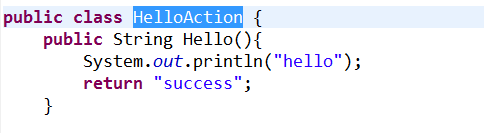 public class HelloAction {
    public String Hello(){
        System.out.println("hello");
        return "success";
    }